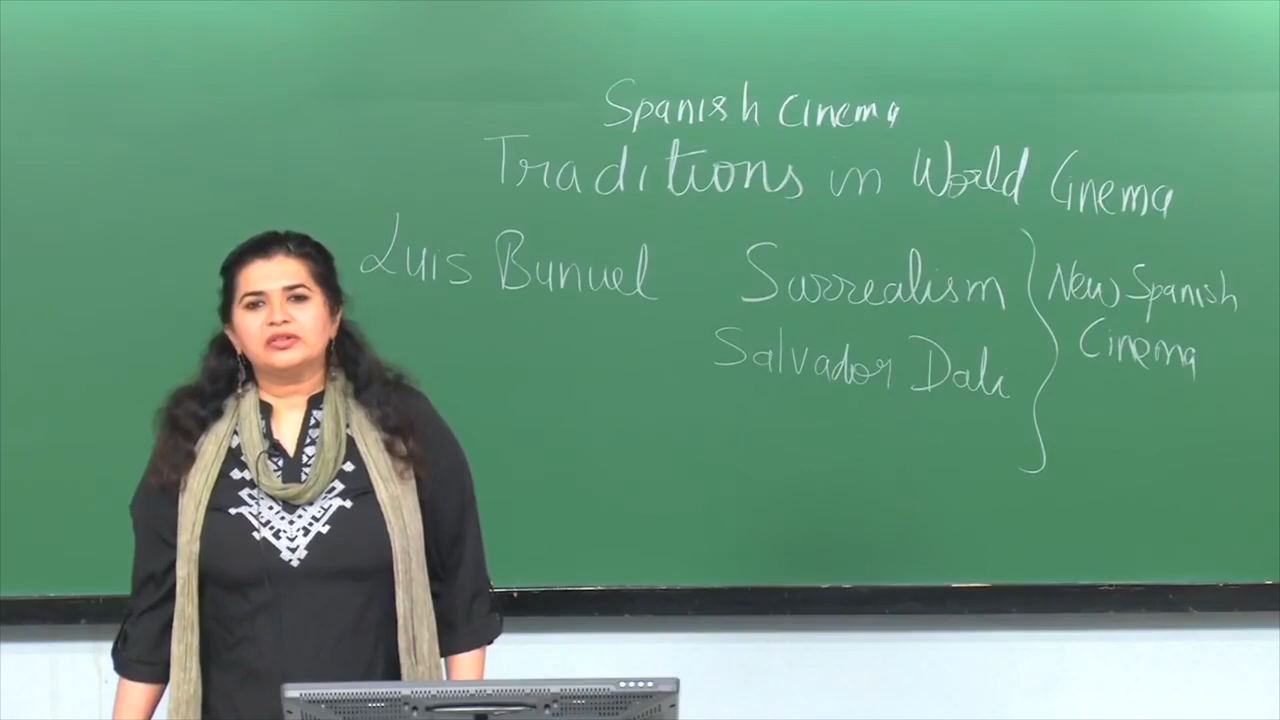 Spanish Cinema
Traditions in World Cinema
Luis Bunuel
Surrealism
Salvador Dali
New Spanish
Cinema